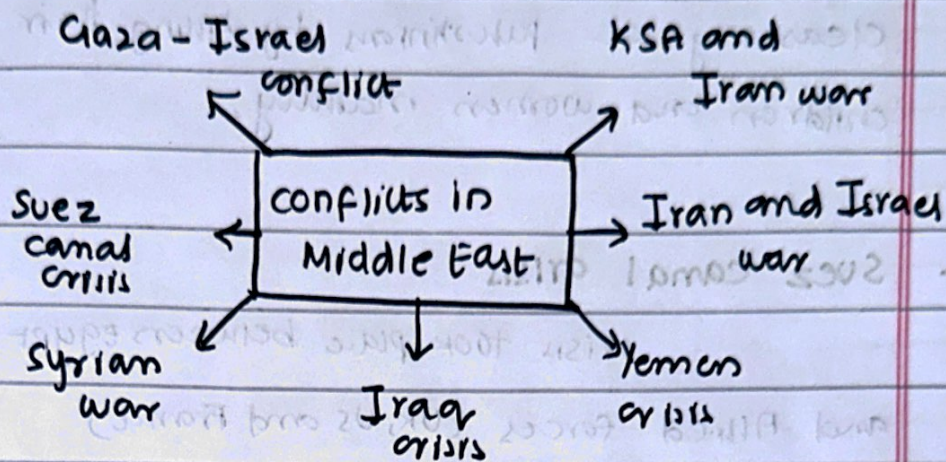 Gaza - Israel
conflict
KSA and
Iran war
conflicts in
Middle East
Suez
canal
crisis
Iran and Israel
war
Syrian
war
Iraq
crisis
Yemen
crisis